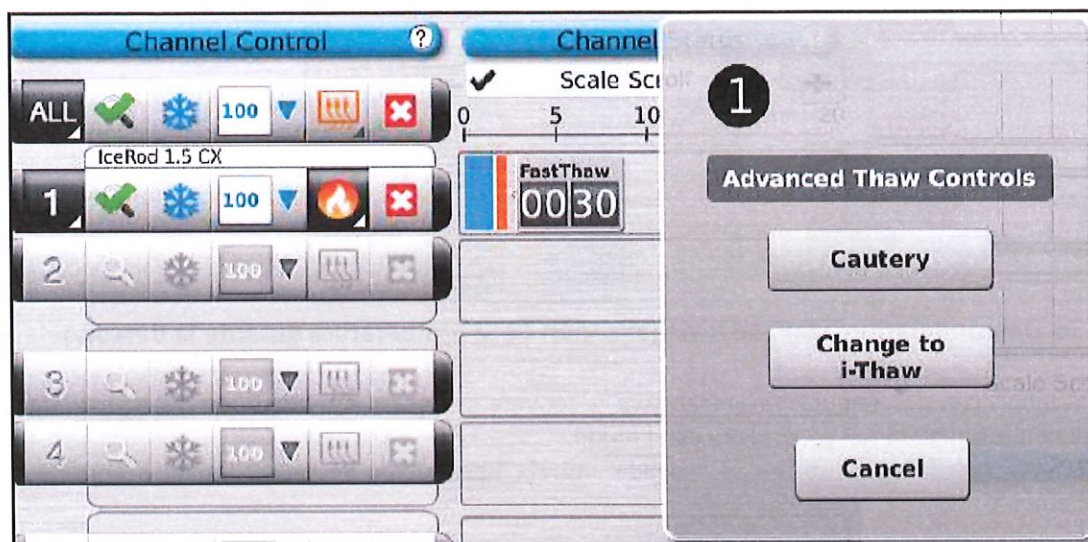 Channel Control ?
Channel
Scale Scr
0 5 10
ALL 100
IceRod 1.5 CX
1 100
FastThaw
00 30
2 100
3 100
4 100
1
Advanced Thaw Controls
Cautery
Change to
i-Thaw
Cancel